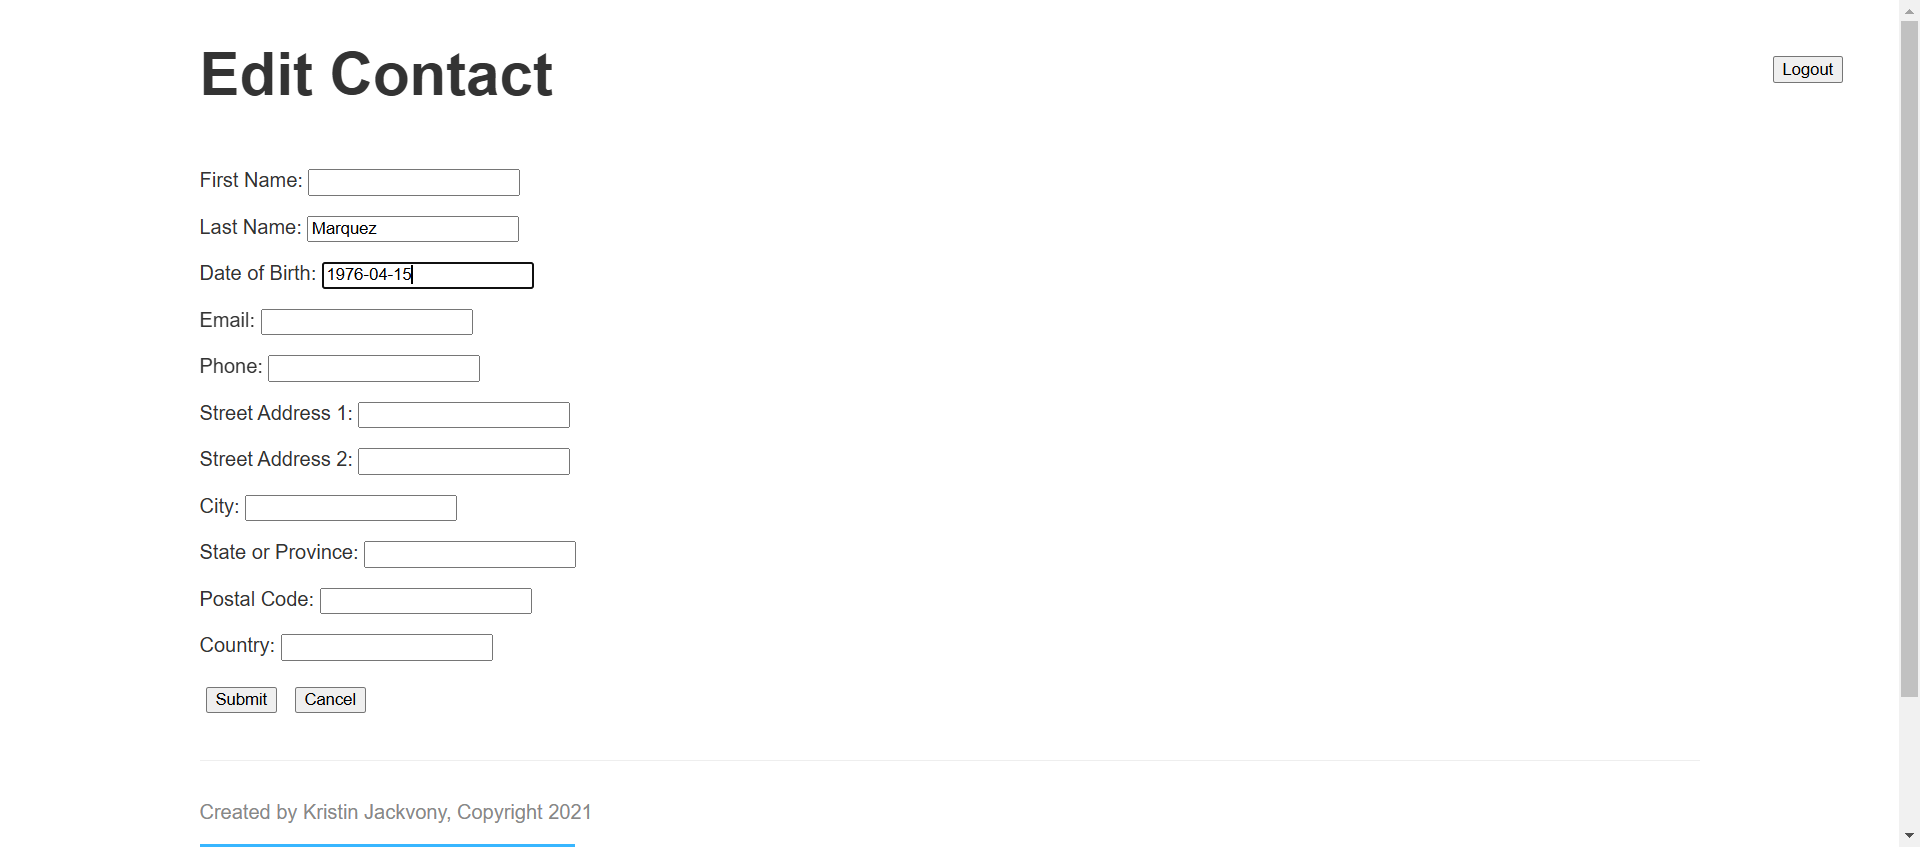 Edit Contact
Logout
First Name:
Last Name: Marquez
Date of Birth: 1976-04-15
Email:
Phone:
Street Address 1:
Street Address 2:
City:
State or Province:
Postal Code:
Country:
Submit Cancel
Created by Kristin Jackvony, Copyright 2021